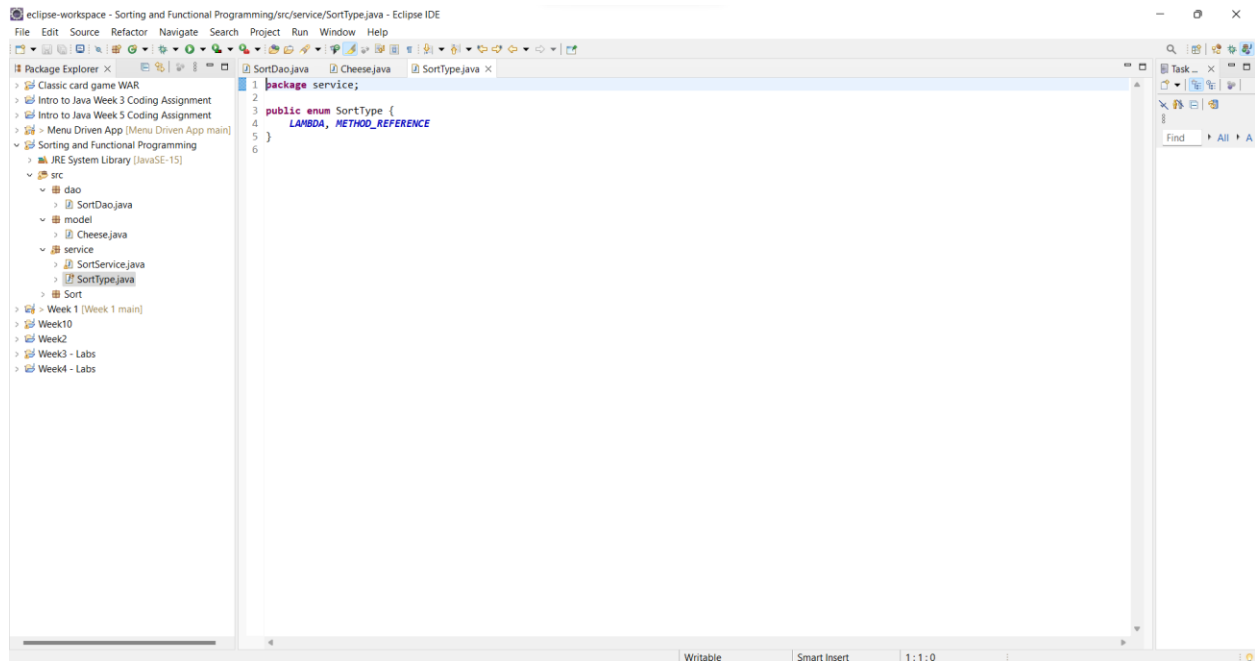 eclipse-workspace - Sorting and Functional Programming/src/service/SortType.java - Eclipse IDE
File Edit Source Refactor Navigate Search Project Run Window Help
Package Explorer
Classic card game WAR
Intro to Java Week 3 Coding Assignment
Intro to Java Week 5 Coding Assignment
> Menu Driven App [Menu Driven App main]
Sorting and Functional Programming
JRE System Library [JavaSE-15]
src
dao
SortDao.java
model
Cheese.java
service
SortService.java
SortType.java
Sort
> Week 1 [Week 1 main]
Week10
Week2
Week3 - Labs
Week4 - Labs
SortDao.java Cheese.java SortType.java
1 package service;
2
3 public enum SortType {
4 LAMBDA, METHOD_REFERENCE
5 }
6
Task ...
Find All A
Writable Smart Insert 1 : 1 : 0